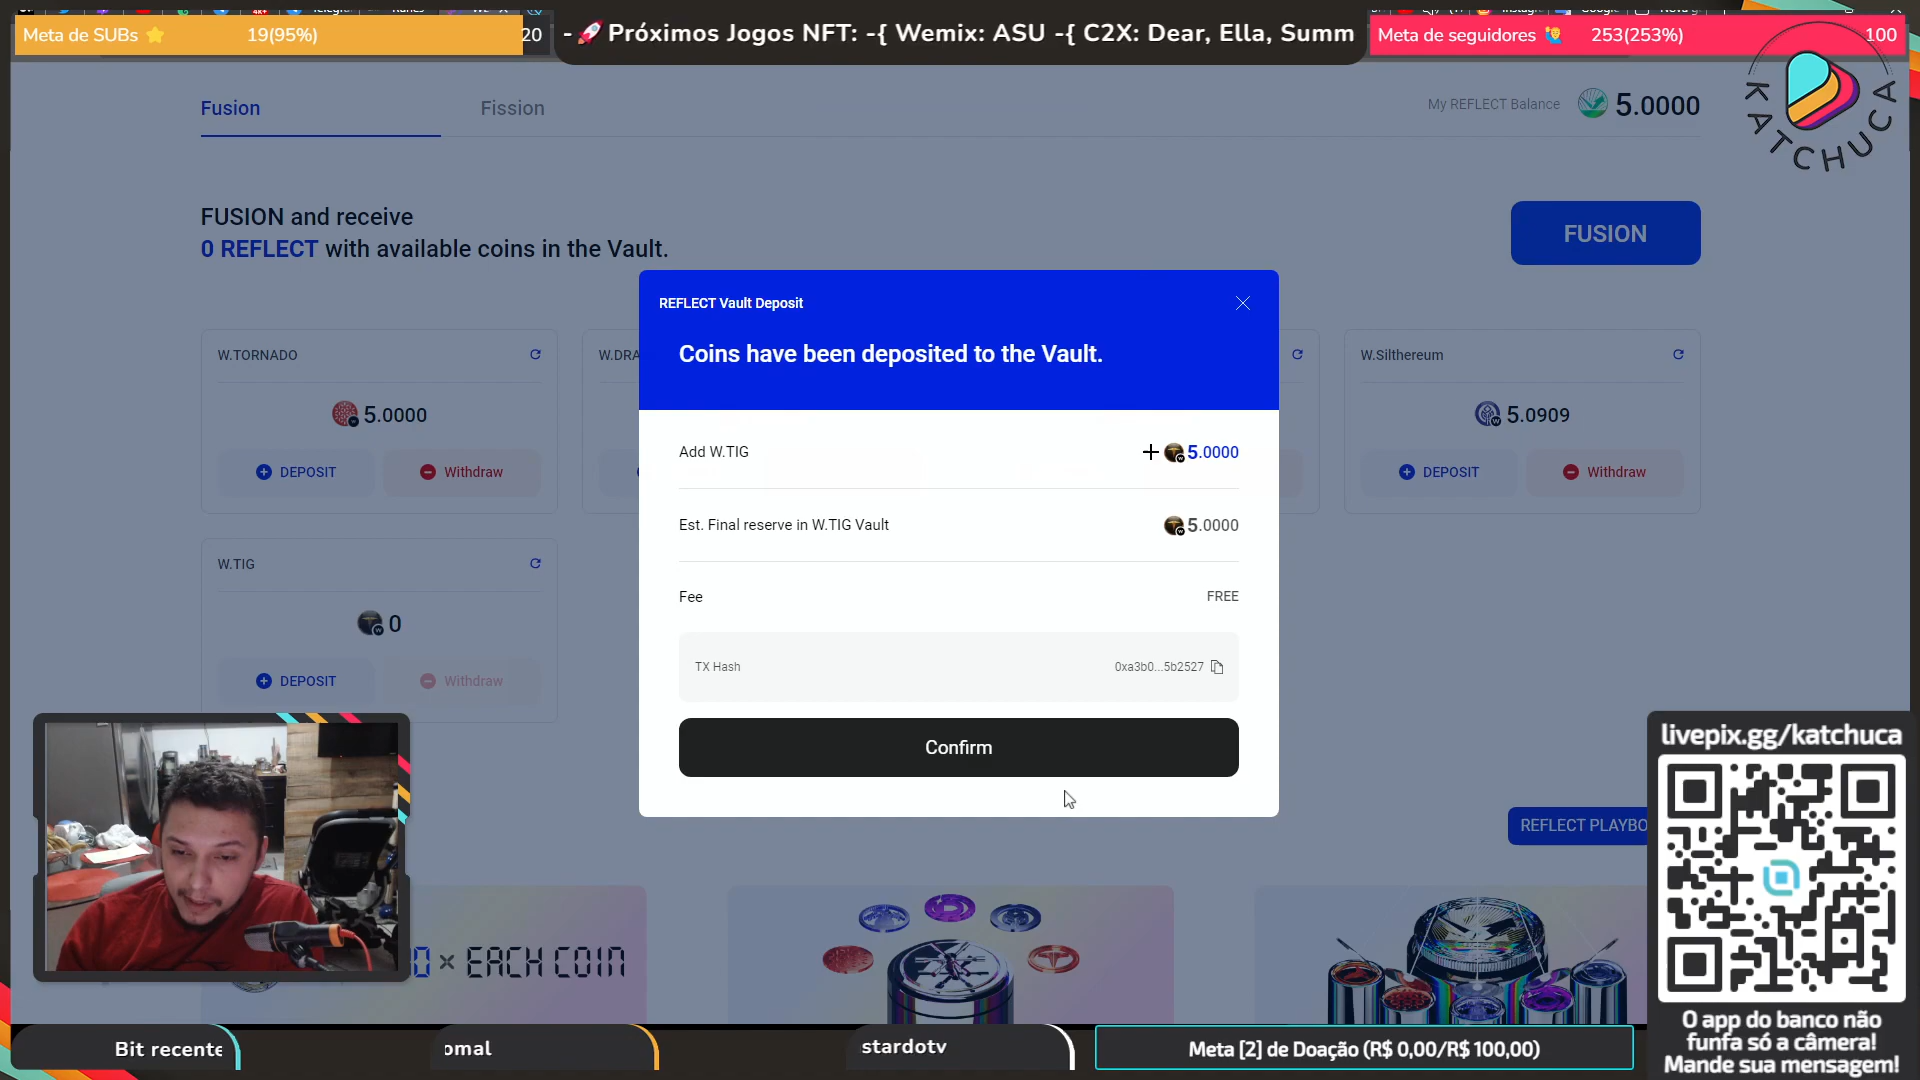 Meta de SUBs 19(95%) 20
- Próximos Jogos NFT: -{ Wemix: ASU -{ C2X: Dear, Ella, Summ
Meta de seguidores 253(253%) 100
KATCHUCA
Fusion
Fission
My REFLECT Balance 5.0000
FUSION and receive
0 REFLECT with available coins in the Vault.
FUSION
REFLECT Vault Deposit
Coins have been deposited to the Vault.
Add W.TIG + 5.0000
Est. Final reserve in W.TIG Vault 5.0000
Fee FREE
TX Hash 0xa3b0...5b2527
Confirm
W.TORNADO
5.0000
DEPOSIT Withdraw
W.DRA
W.Silthereum
5.0909
DEPOSIT Withdraw
W.TIG
0
DEPOSIT Withdraw
REFLECT PLAYBO
0 × EACH COIN
livepix.gg/katchuca
O app do banco não
funfa só a câmera!
Mande sua mensagem!
Bit recente
omal
stardotv
Meta [2] de Doação (R$ 0,00/R$ 100,00)